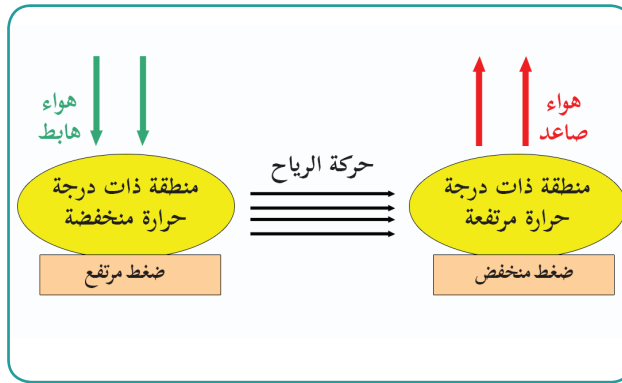 هواء
صاعد
هواء
هابط
حركة الرياح
منطقة ذات درجة
حرارة مرتفعة
منطقة ذات درجة
حرارة منخفضة
ضغط منخفض
ضغط مرتفع